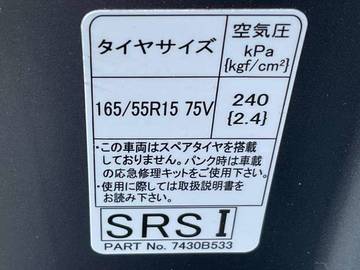 タイヤサイズ
空気圧
kPa
{kgf/cm²}
165/55R15 75V
240
{2.4}
・この車両はスペアタイヤを搭載
しておりません。パンク時は車載
の応急修理キットをご使用ください。
・使用に際しては取扱説明書を
お読み下さい。
SRS I
PART No. 7430B533